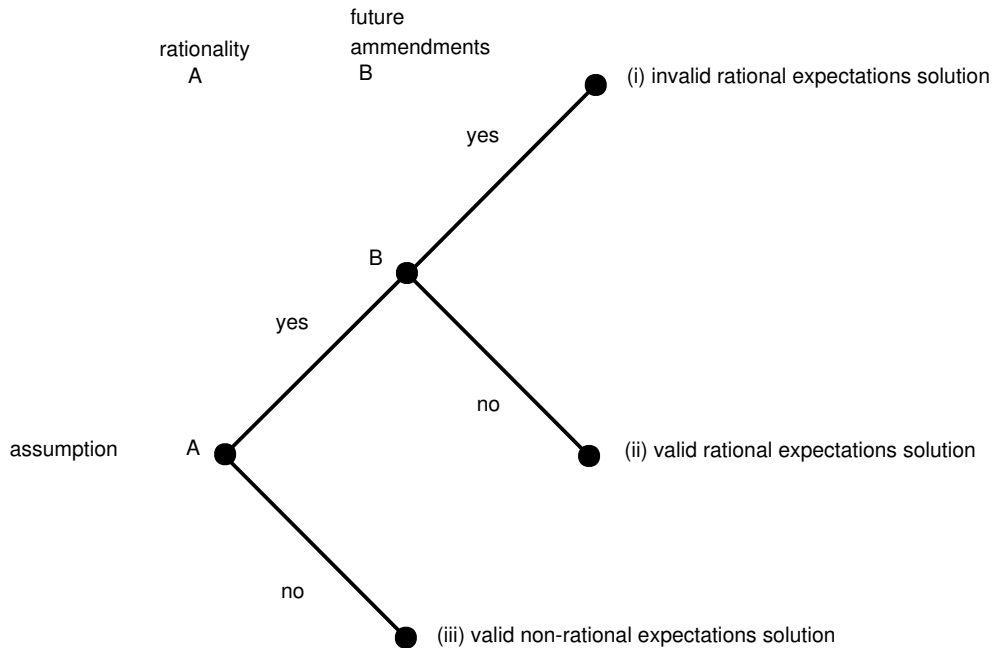 future
rationality
ammendments
A
B
(i) invalid rational expectations solution
yes
B
yes
no
assumption
A
(ii) valid rational expectations solution
no
(iii) valid non-rational expectations solution